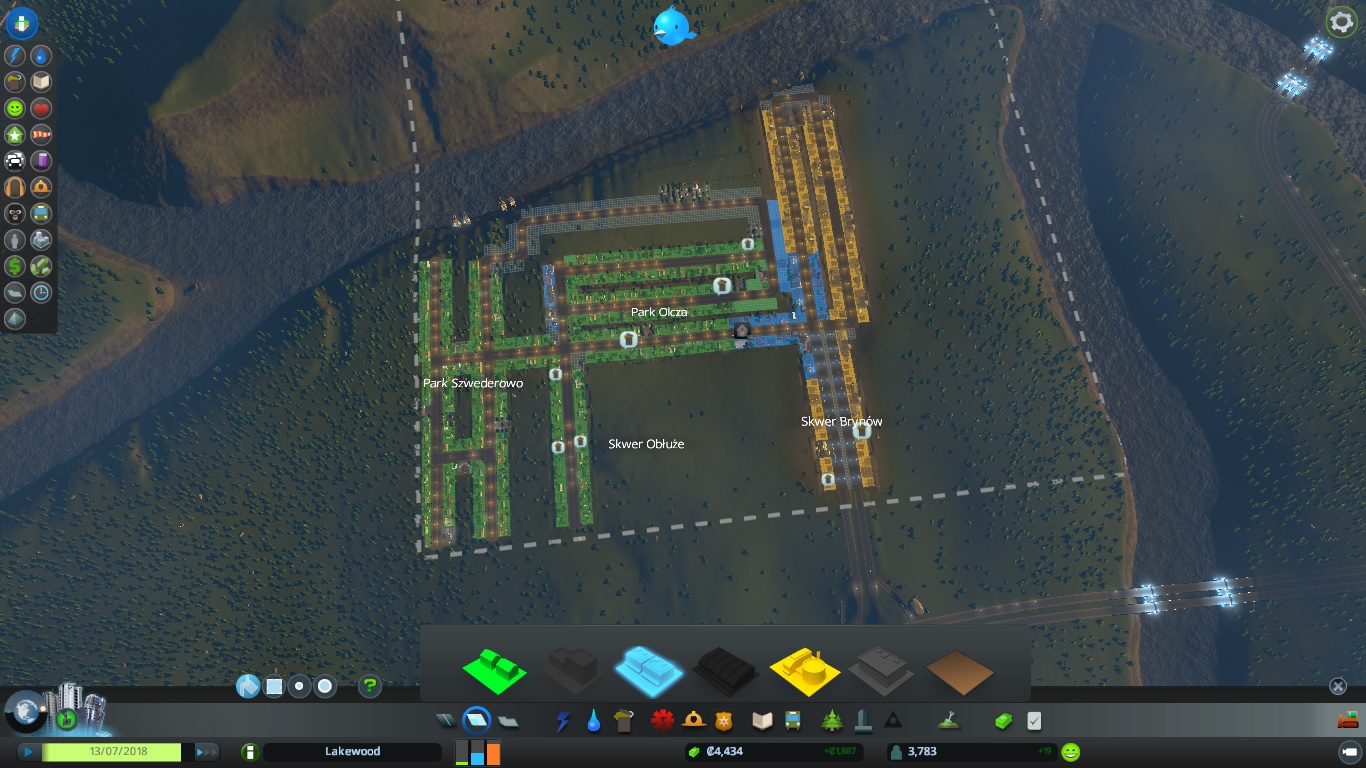 Park Olcza
Park Szwederowo
Skwer Brynów
Skwer Obłuże
?
13/07/2018
Lakewood
₡4,434
+₡1,887
3,783
+19